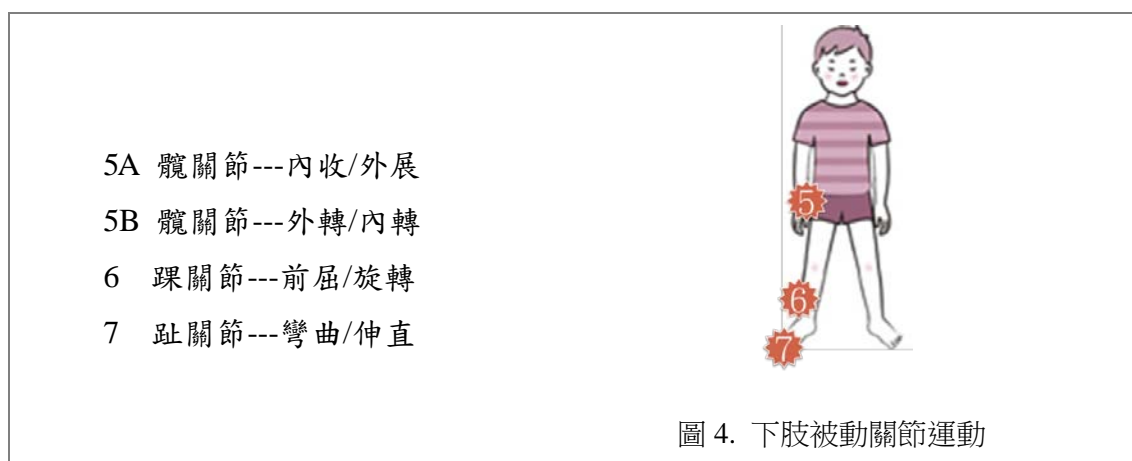 5A 髖關節---內收/外展
5B 髖關節---外轉/內轉
6 踝關節---前屈/旋轉
7 趾關節---彎曲/伸直
5
6
7
圖 4. 下肢被動關節運動